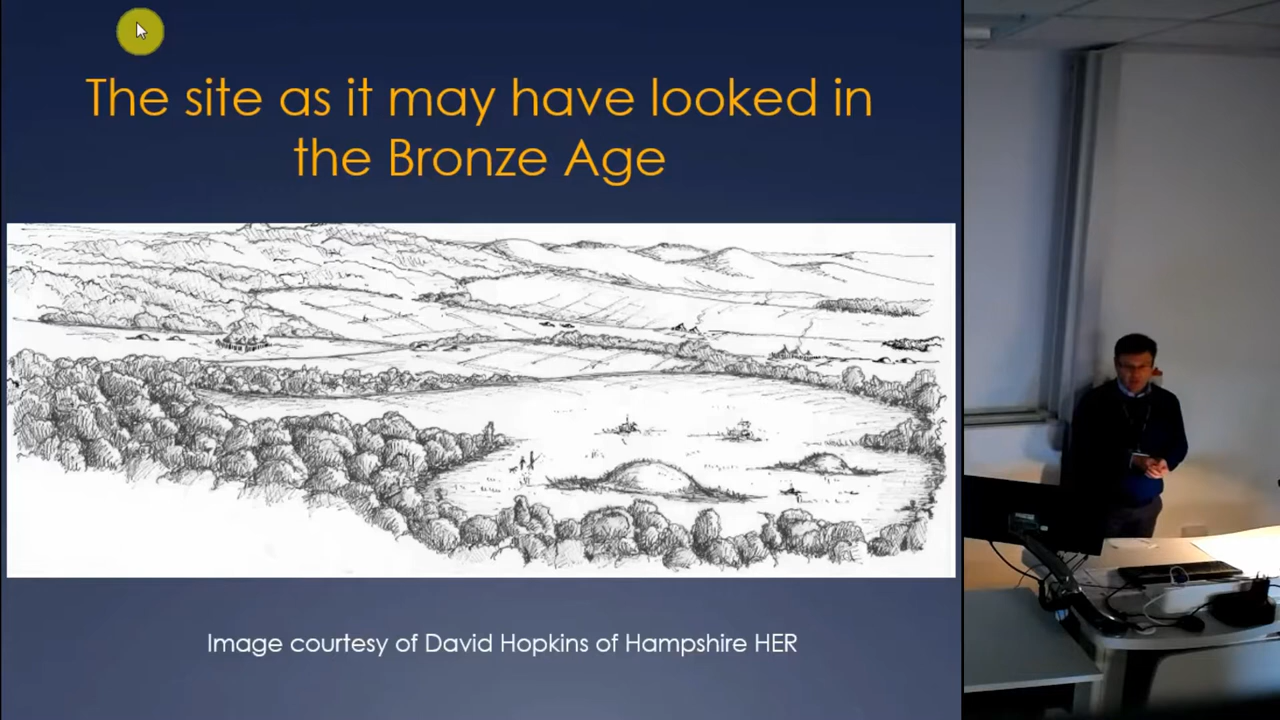 The site as it may have looked in
the Bronze Age
Image courtesy of David Hopkins of Hampshire HER